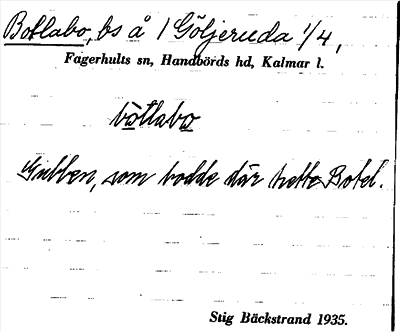 Botlabo, bs å 1 Göljeruda 1/4,
Fagerhults sn, Handbörds hd, Kalmar l.
bòtlabo
Gubben, som bodde där hette Botel.
Stig Bäckstrand 1935.